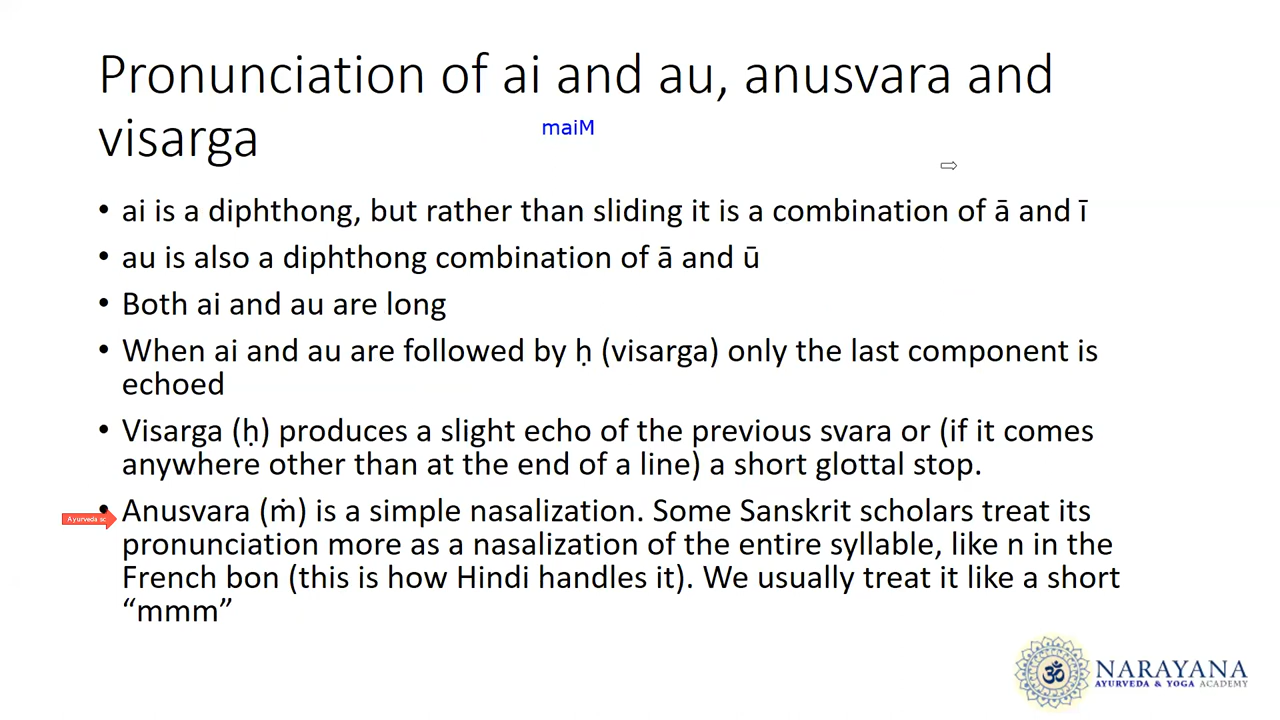 Pronunciation of ai and au, anusvara and
visarga
maiM
• ai is a diphthong, but rather than sliding it is a combination of ā and ī
• au is also a diphthong combination of ā and ū
• Both ai and au are long
• When ai and au are followed by ḥ (visarga) only the last component is
echoed
• Visarga (ḥ) produces a slight echo of the previous svara or (if it comes
anywhere other than at the end of a line) a short glottal stop.
Ayurveda sc
• Anusvara (ṁ) is a simple nasalization. Some Sanskrit scholars treat its
pronunciation more as a nasalization of the entire syllable, like n in the
French bon (this is how Hindi handles it). We usually treat it like a short
“mmm”
ॐ
NARAYANA
AYURVEDA & YOGA ACADEMY